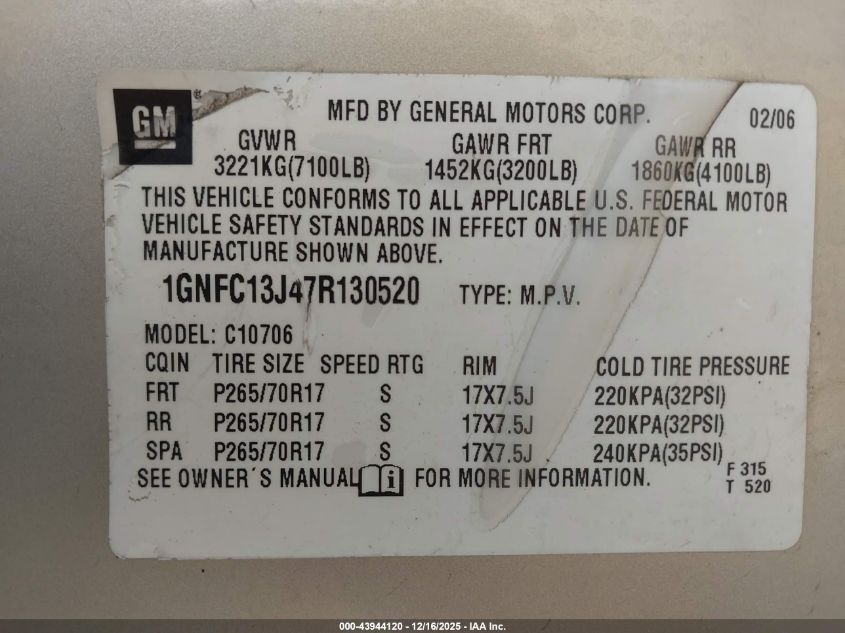 GM ®
MFD BY GENERAL MOTORS CORP. 02/06
GVWR GAWR FRT GAWR RR
3221KG(7100LB) 1452KG(3200LB) 1860KG(4100LB)
THIS VEHICLE CONFORMS TO ALL APPLICABLE U.S. FEDERAL MOTOR
VEHICLE SAFETY STANDARDS IN EFFECT ON THE DATE OF
MANUFACTURE SHOWN ABOVE.
1GNFC13J47R130520 TYPE: M.P.V.
MODEL: C10706
CQIN TIRE SIZE SPEED RTG RIM COLD TIRE PRESSURE
FRT P265/70R17 S 17X7.5J 220KPA(32PSI)
RR P265/70R17 S 17X7.5J 220KPA(32PSI)
SPA P265/70R17 S 17X7.5J 240KPA(35PSI)
SEE OWNER´S MANUAL i FOR MORE INFORMATION.
F 315
T 520
000-43944120 - 12/16/2025 - IAA Inc.